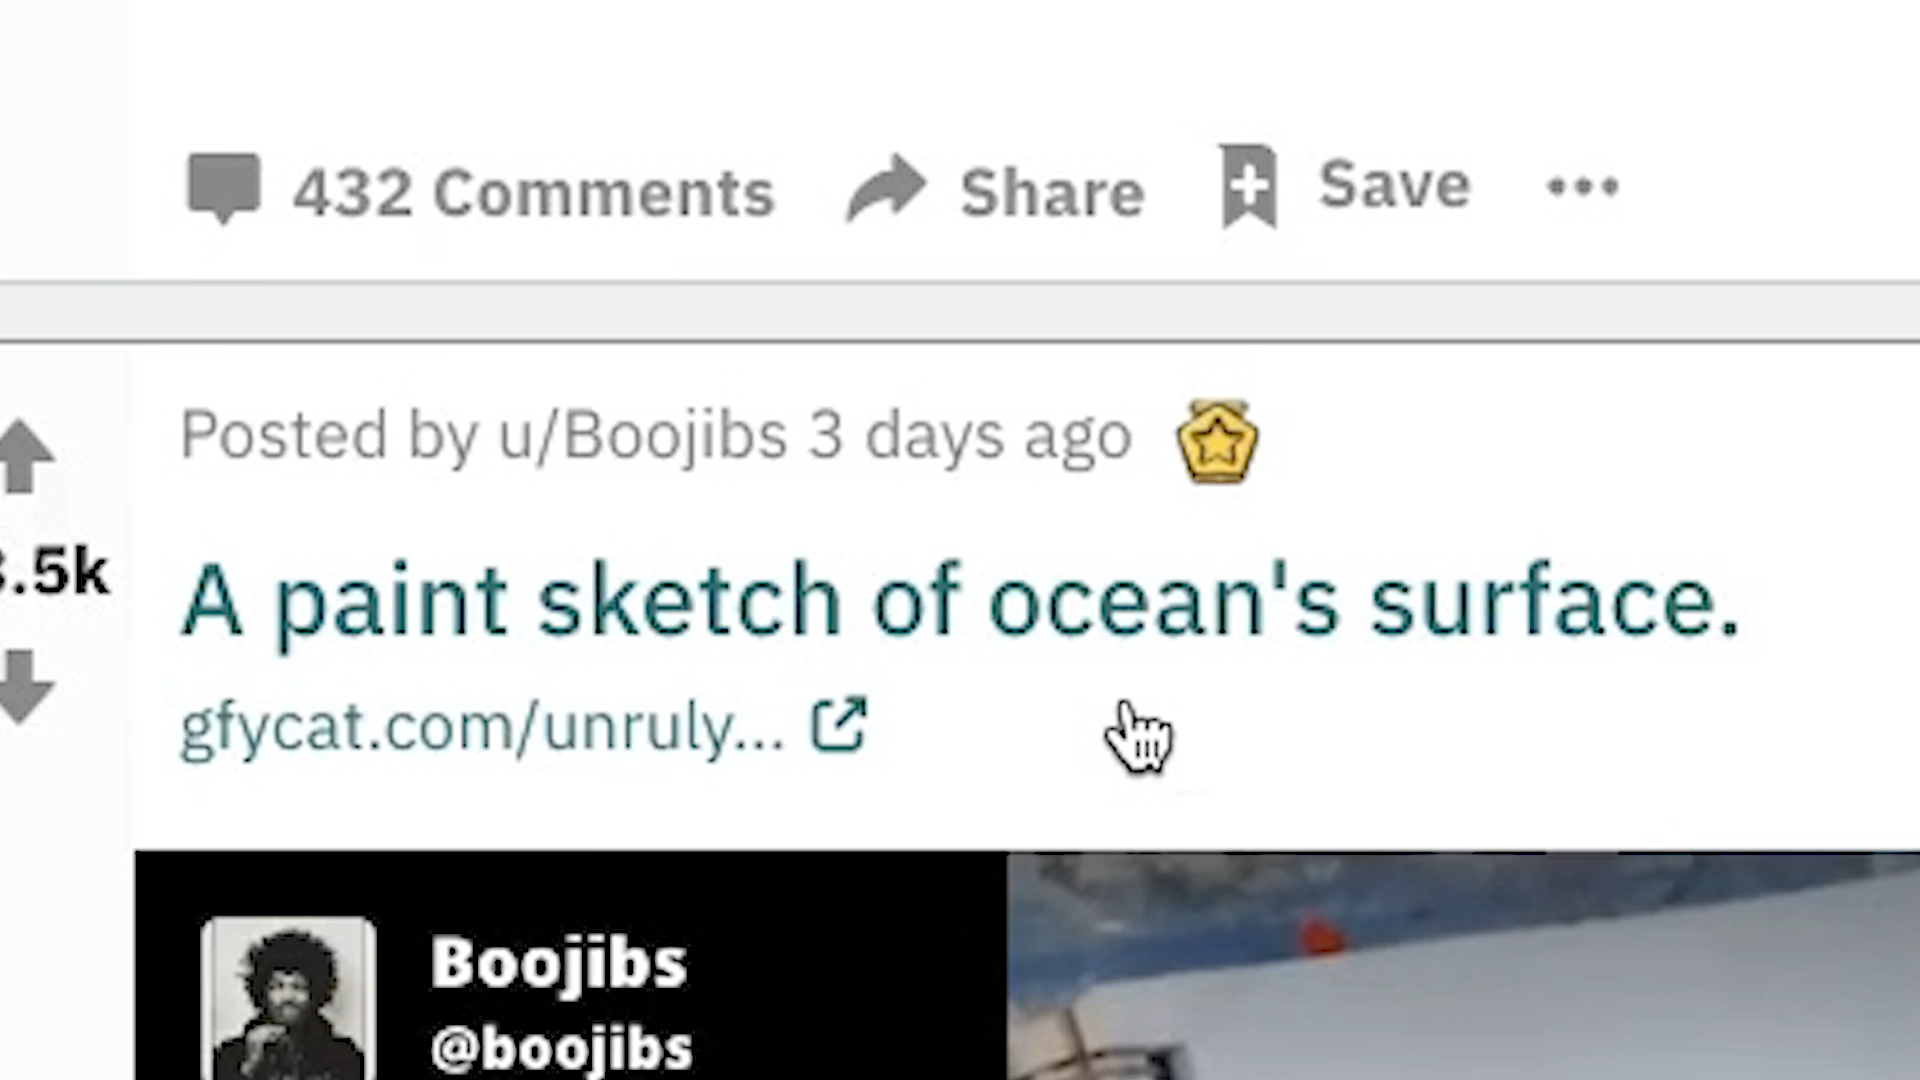 432 Comments Share Save
Posted by u/Boojibs 3 days ago
.5k
A paint sketch of ocean's surface.
gfycat.com/unruly...
Boojibs
@boojibs